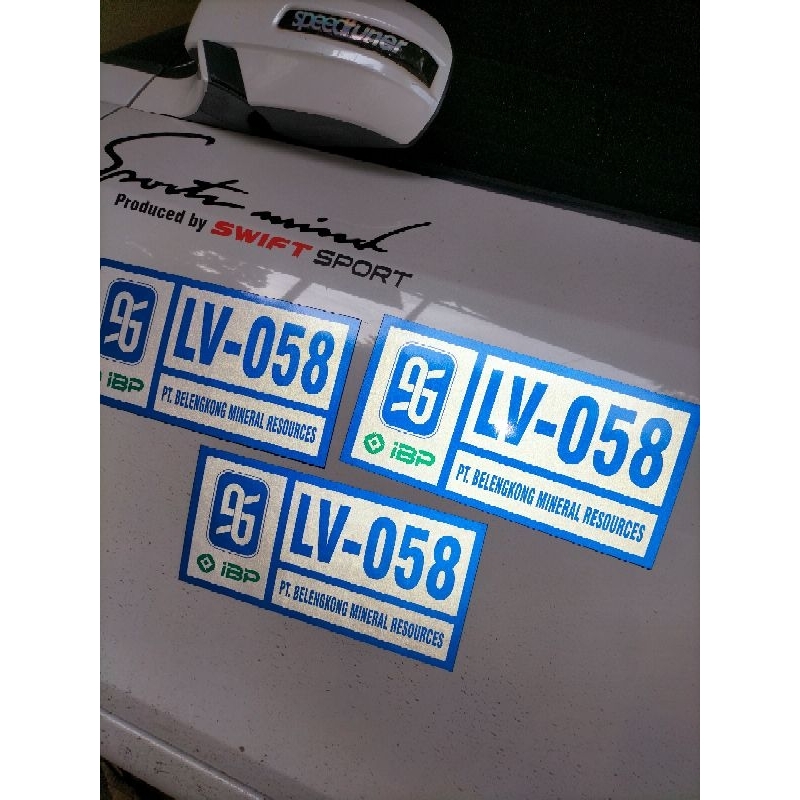 speedtuner
Sports mind
Produced by SWIFT SPORT
LV-058
iBP
PT. BELENGKONG MINERAL RESOURCES
LV-058
iBP
PT. BELENGKONG MINERAL RESOURCES
LV-058
iBP
PT. BELENGKONG MINERAL RESOURCES